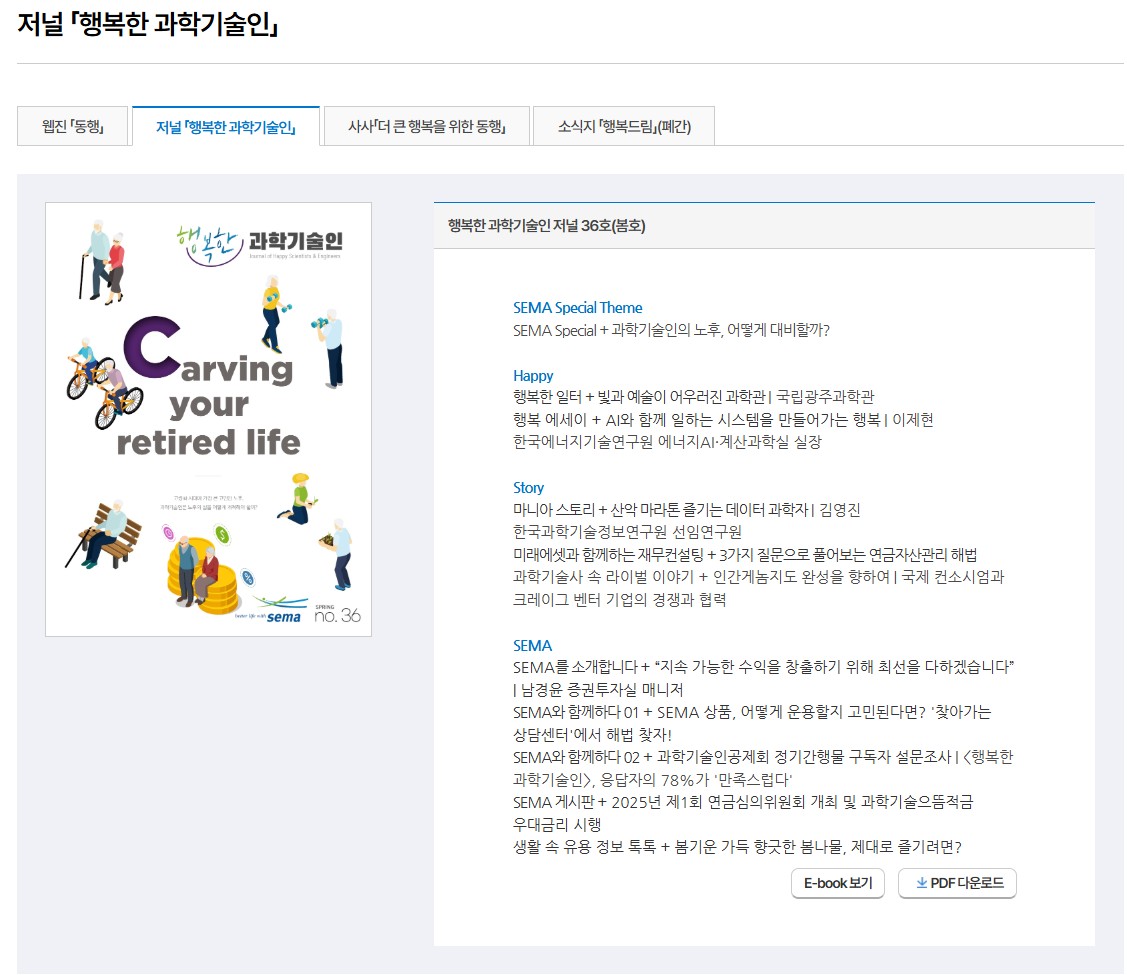 저널 「행복한 과학기술인」
웹진 「동행」
저널 「행복한 과학기술인」
사사「더 큰 행복을 위한 동행」
소식지 「행복드림」(폐간)
행복한 과학기술인
Journal of Happy Scientists & Engineers
Carving
your
retired life
better life with sema
SPRING
no. 36
행복한 과학기술인 저널 36호(봄호)
SEMA Special Theme
SEMA Special + 과학기술인의 노후, 어떻게 대비할까?
Happy
행복한 일터 + 빛과 예술이 어우러진 과학관 | 국립광주과학관
행복 에세이 + AI와 함께 일하는 시스템을 만들어가는 행복 | 이제현
한국에너지기술연구원 에너지AI·계산과학실 실장
Story
마니아 스토리 + 산악 마라톤 즐기는 데이터 과학자 | 김영진
한국과학기술정보연구원 선임연구원
미래에셋과 함께하는 재무컨설팅 + 3가지 질문으로 풀어보는 연금자산관리 해법
과학기술사 속 라이벌 이야기 + 인간게놈지도 완성을 향하여 | 국제 컨소시엄과
크레이그 벤터 기업의 경쟁과 협력
SEMA
SEMA를 소개합니다 + “지속 가능한 수익을 창출하기 위해 최선을 다하겠습니다”
| 남경윤 증권투자실 매니저
SEMA와 함께하다 01 + SEMA 상품, 어떻게 운용할지 고민된다면? '찾아가는
상담센터'에서 해법 찾자!
SEMA와 함께하다 02 + 과학기술인공제회 정기간행물 구독자 설문조사 | <행복한
과학기술인>, 응답자의 78%가 '만족스럽다'
SEMA 게시판 + 2025년 제1회 연금심의위원회 개최 및 과학기술으뜸적금
우대금리 시행
생활 속 유용 정보 톡톡 + 봄기운 가득 향긋한 봄나물, 제대로 즐기려면?
E-book 보기
PDF 다운로드